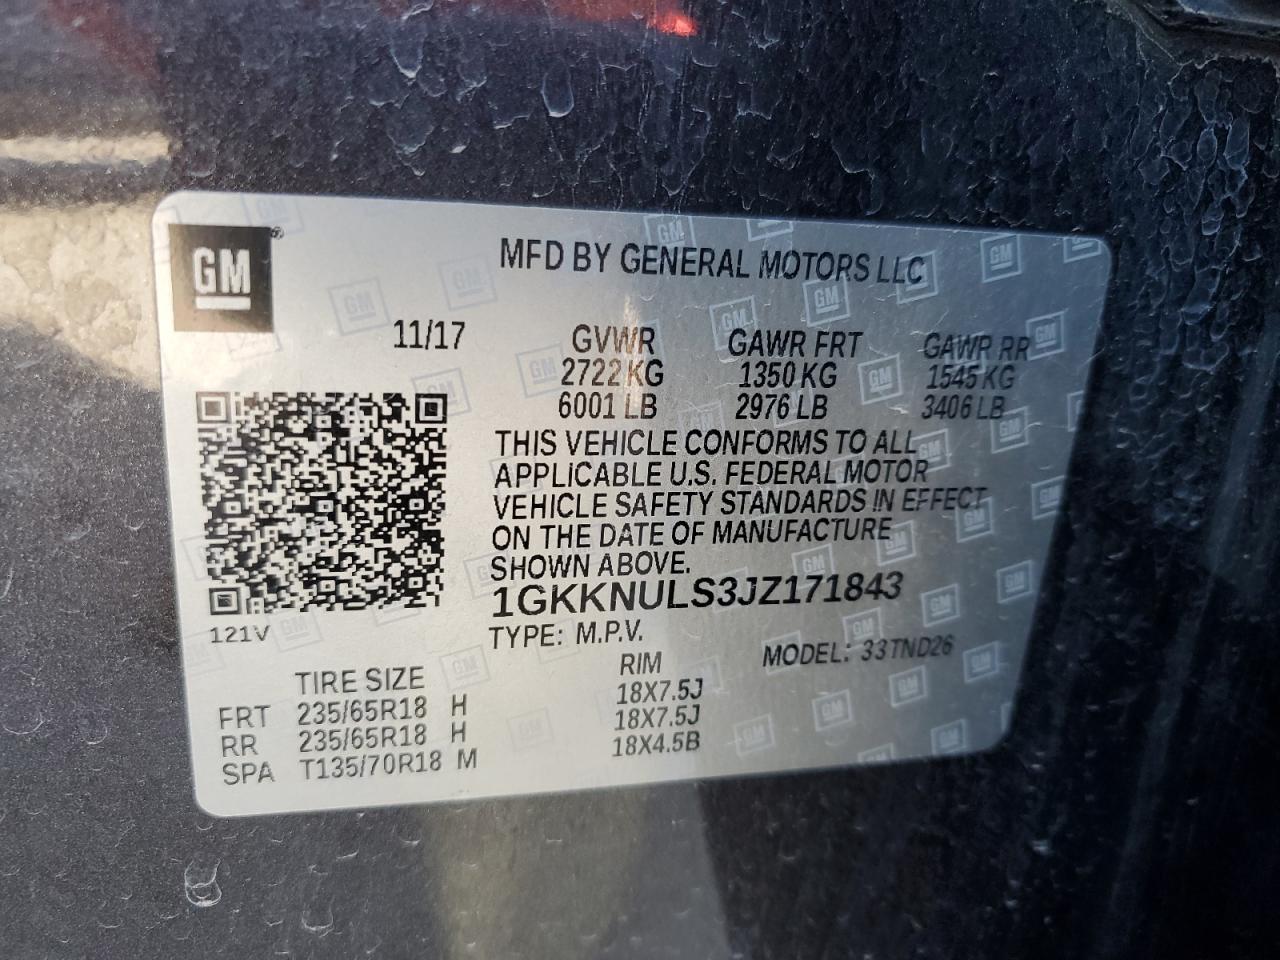 GM®
MFD BY GENERAL MOTORS LLC
11/17
GVWR GAWR FRT GAWR RR
2722 KG 1350 KG 1545 KG
6001 LB 2976 LB 3406 LB
THIS VEHICLE CONFORMS TO ALL
APPLICABLE U.S. FEDERAL MOTOR
VEHICLE SAFETY STANDARDS IN EFFECT
ON THE DATE OF MANUFACTURE
SHOWN ABOVE.
1GKKNULS3JZ171843
121V
TYPE: M.P.V. MODEL: 33TND26
TIRE SIZE RIM
FRT 235/65R18 H 18X7.5J
RR 235/65R18 H 18X7.5J
SPA T135/70R18 M 18X4.5B